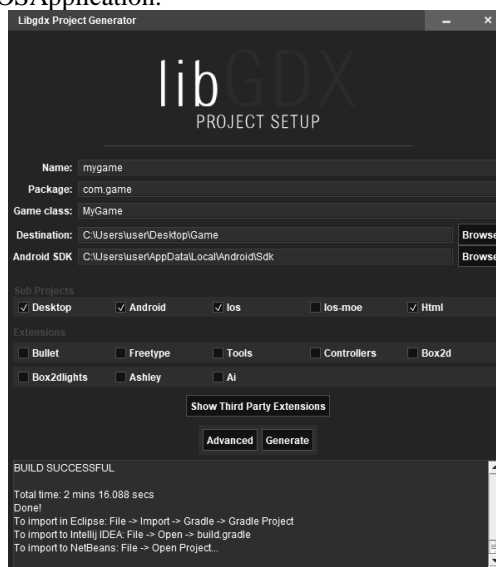 OSApplication.
Libgdx Project Generator
libGDX
PROJECT SETUP
Name: mygame
Package: com.game
Game class: MyGame
Destination: C:\Users\user\Desktop\Game Browse
Android SDK C:\Users\user\AppData\Local\Android\Sdk Browse
Sub Projects
Desktop Android Ios Ios-moe Html
Extensions
Bullet Freetype Tools Controllers Box2d
Box2dlights Ashley Ai
Show Third Party Extensions
Advanced Generate
BUILD SUCCESSFUL
Total time: 2 mins 16.088 secs
Done!
To import in Eclipse: File -> Import -> Gradle -> Gradle Project
To import to Intellij IDEA: File -> Open -> build.gradle
To import to NetBeans: File -> Open Project...